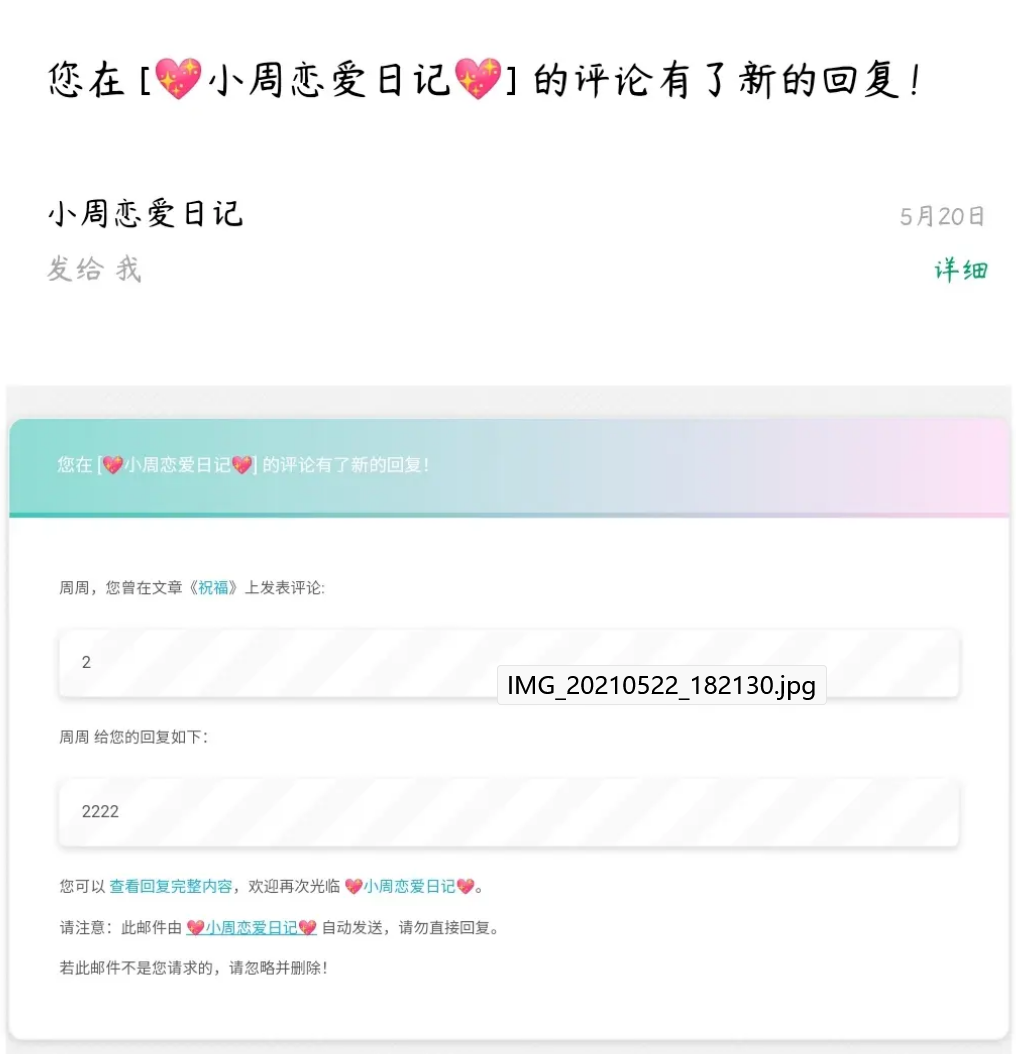 您在 [💖小周恋爱日记💖] 的评论有了新的回复！
小周恋爱日记
5月20日
发给 我
详细
您在 [💖小周恋爱日记💖] 的评论有了新的回复！
周周，您曾在文章《祝福》上发表评论:
2
IMG_20210522_182130.jpg
周周 给您的回复如下：
2222
您可以 查看回复完整内容，欢迎再次光临 💖小周恋爱日记💖。
请注意：此邮件由 💖小周恋爱日记💖 自动发送，请勿直接回复。
若此邮件不是您请求的，请忽略并删除！